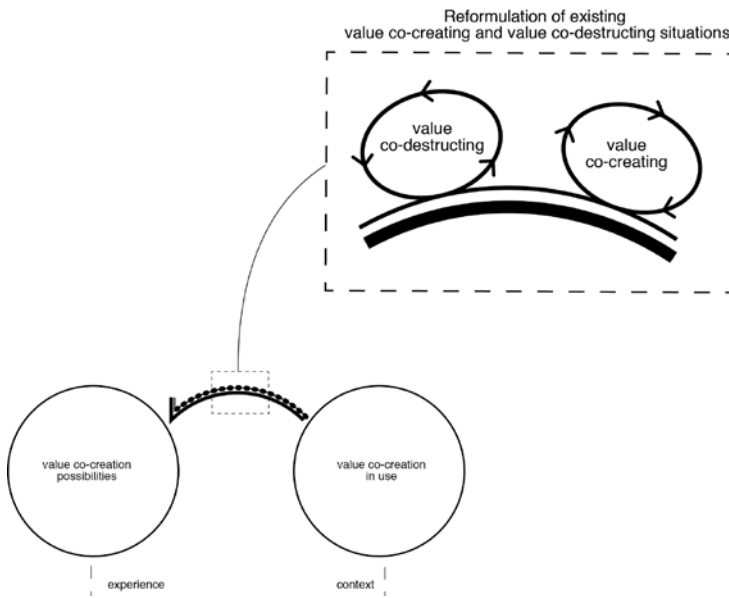 Reformulation of existing
value co-creating and value co-destructing situations
value
co-destructing
value
co-creating
value co-creation
possibilities
value co-creation
in use
experience
context